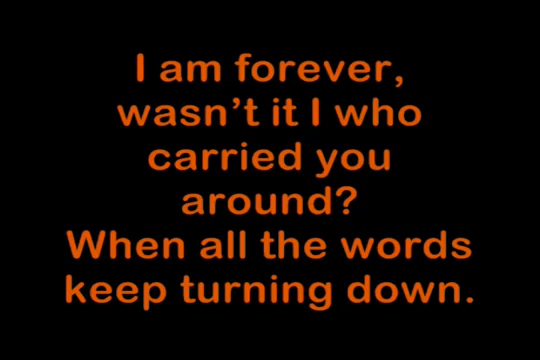 I am forever,
wasn’t it I who
carried you
around?
When all the words
keep turning down.